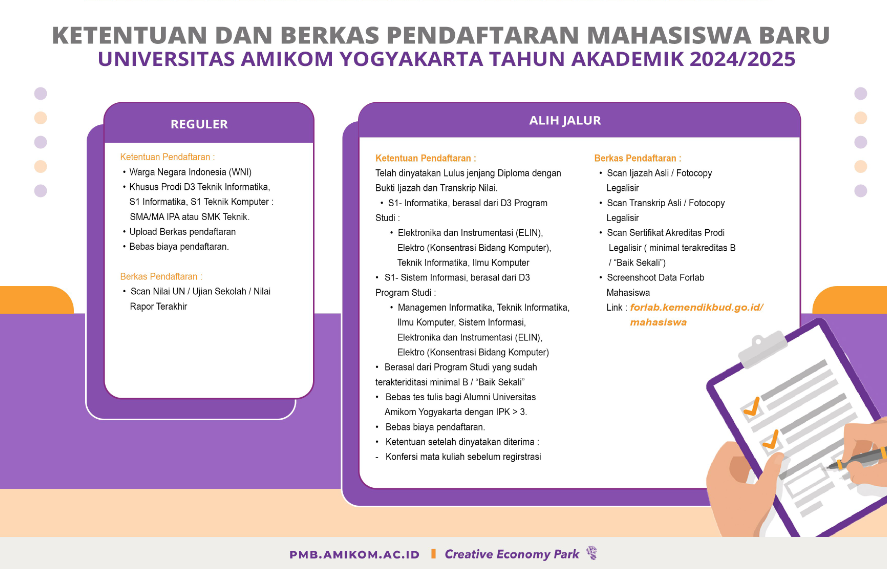 KETENTUAN DAN BERKAS PENDAFTARAN MAHASISWA BARU
UNIVERSITAS AMIKOM YOGYAKARTA TAHUN AKADEMIK 2024/2025
REGULER
Ketentuan Pendaftaran :
• Warga Negara Indonesia (WNI)
• Khusus Prodi D3 Teknik Informatika,
S1 Informatika, S1 Teknik Komputer :
SMA/MA IPA atau SMK Teknik.
• Upload Berkas pendaftaran
• Bebas biaya pendaftaran.
Berkas Pendaftaran :
• Scan Nilai UN / Ujian Sekolah / Nilai
Rapor Terakhir
ALIH JALUR
Ketentuan Pendaftaran :
Telah dinyatakan Lulus jenjang Diploma dengan
Bukti Ijazah dan Transkrip Nilai.
• S1- Informatika, berasal dari D3 Program
Studi :
• Elektronika dan Instrumentasi (ELIN),
Elektro (Konsentrasi Bidang Komputer),
Teknik Informatika, Ilmu Komputer
• S1- Sistem Informasi, berasal dari D3
Program Studi :
• Managemen Informatika, Teknik Informatika,
Ilmu Komputer, Sistem Informasi,
Elektronika dan Instrumentasi (ELIN),
Elektro (Konsentrasi Bidang Komputer)
• Berasal dari Program Studi yang sudah
terakteriditasi minimal B / “Baik Sekali”
• Bebas tes tulis bagi Alumni Universitas
Amikom Yogyakarta dengan IPK > 3.
• Bebas biaya pendaftaran.
• Ketentuan setelah dinyatakan diterima :
- Konfersi mata kuliah sebelum regirstrasi
Berkas Pendaftaran :
• Scan Ijazah Asli / Fotocopy
Legalisir
• Scan Transkrip Asli / Fotocopy
Legalisir
• Scan Sertifikat Akreditas Prodi
Legalisir ( minimal terakreditas B
/ “Baik Sekali”)
• Screenshoot Data Forlab
Mahasiswa
Link : forlab.kemendikbud.go.id/
mahasiswa
PMB.AMIKOM.AC.ID Creative Economy Park